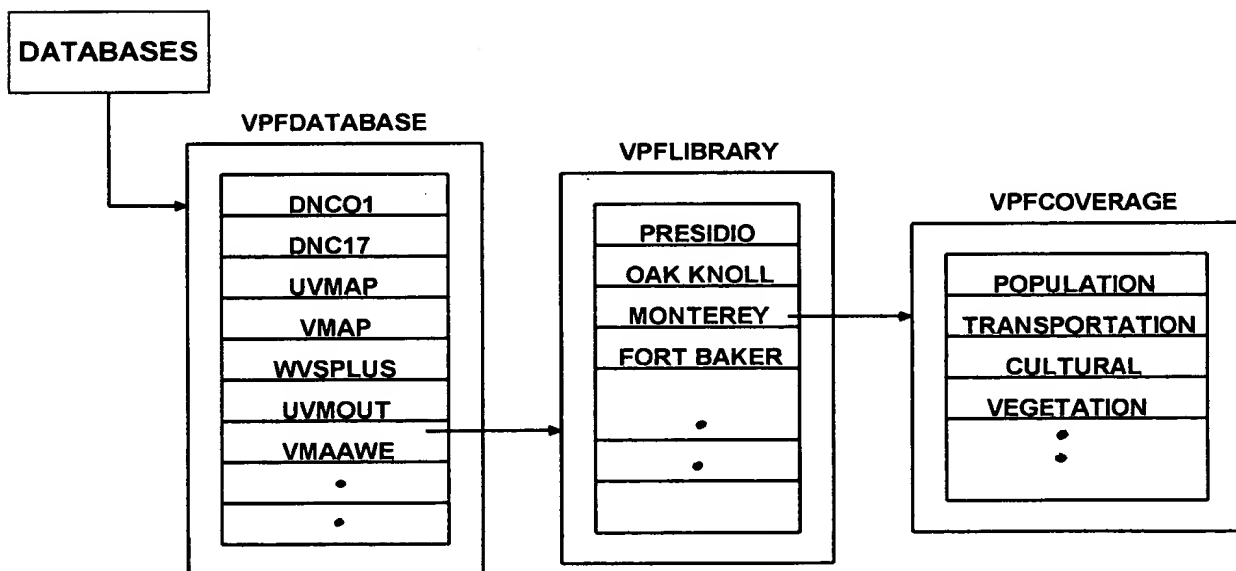 DATABASES
VPFDATABASE
DNCO1
DNC17
UVMAP
VMAP
WVSPLUS
UVMOUT
VMAAWE
VPFLIBRARY
PRESIDIO
OAK KNOLL
MONTEREY
FORT BAKER
VPFCOVERAGE
POPULATION
TRANSPORTATION
CULTURAL
VEGETATION